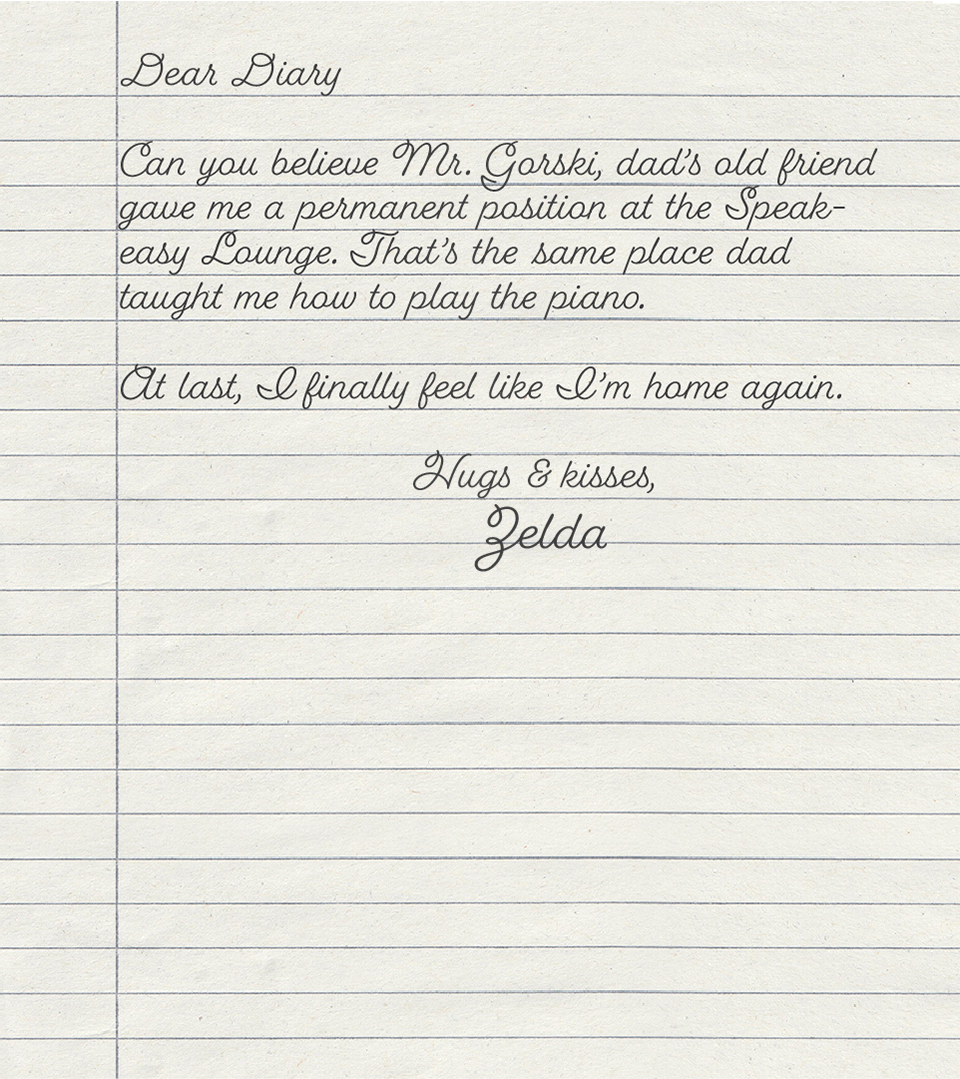 Dear Diary
Can you believe Mr. Gorski, dad's old friend
gave me a permanent position at the Speak-
easy Lounge. That's the same place dad
taught me how to play the piano.
At last, I finally feel like I'm home again.
Hugs & kisses,
Zelda